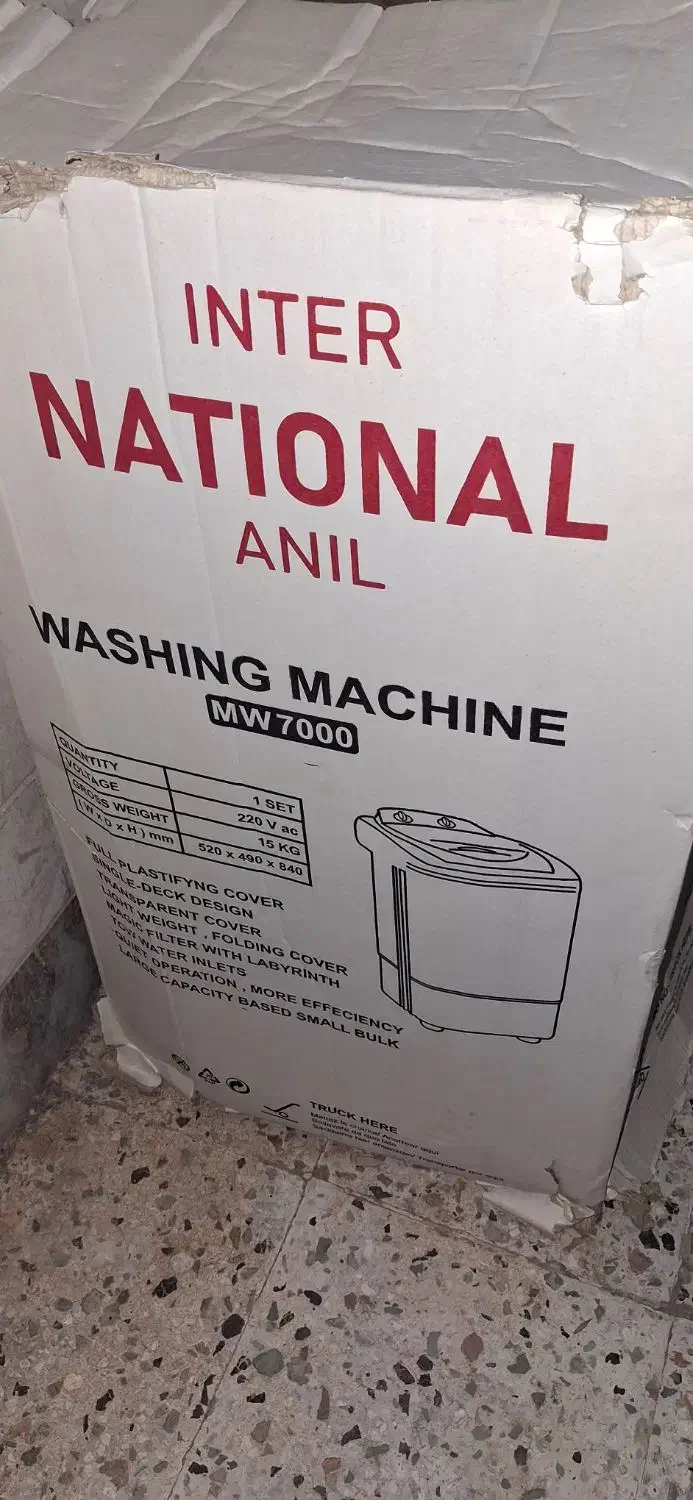 INTER
NATIONAL
ANIL
WASHING MACHINE
MW7000
QUANTITY 1 SET
VOLTAGE 220 V ac
GROSS WEIGHT 15 KG
( W x D x H ) mm 520 x 490 x 840
FULL PLASTIFYNG COVER
SINGLE-DECK DESIGN
TRANSPARENT COVER
LIGHT WEIGHT , FOLDING COVER
MAGIC FILTER WITH LABYRINTH
TOW WATER INLETS
QUIET OPERATION , MORE EFFECIENCY
LARGE CAPACITY BASED SMALL BULK
TRUCK HERE